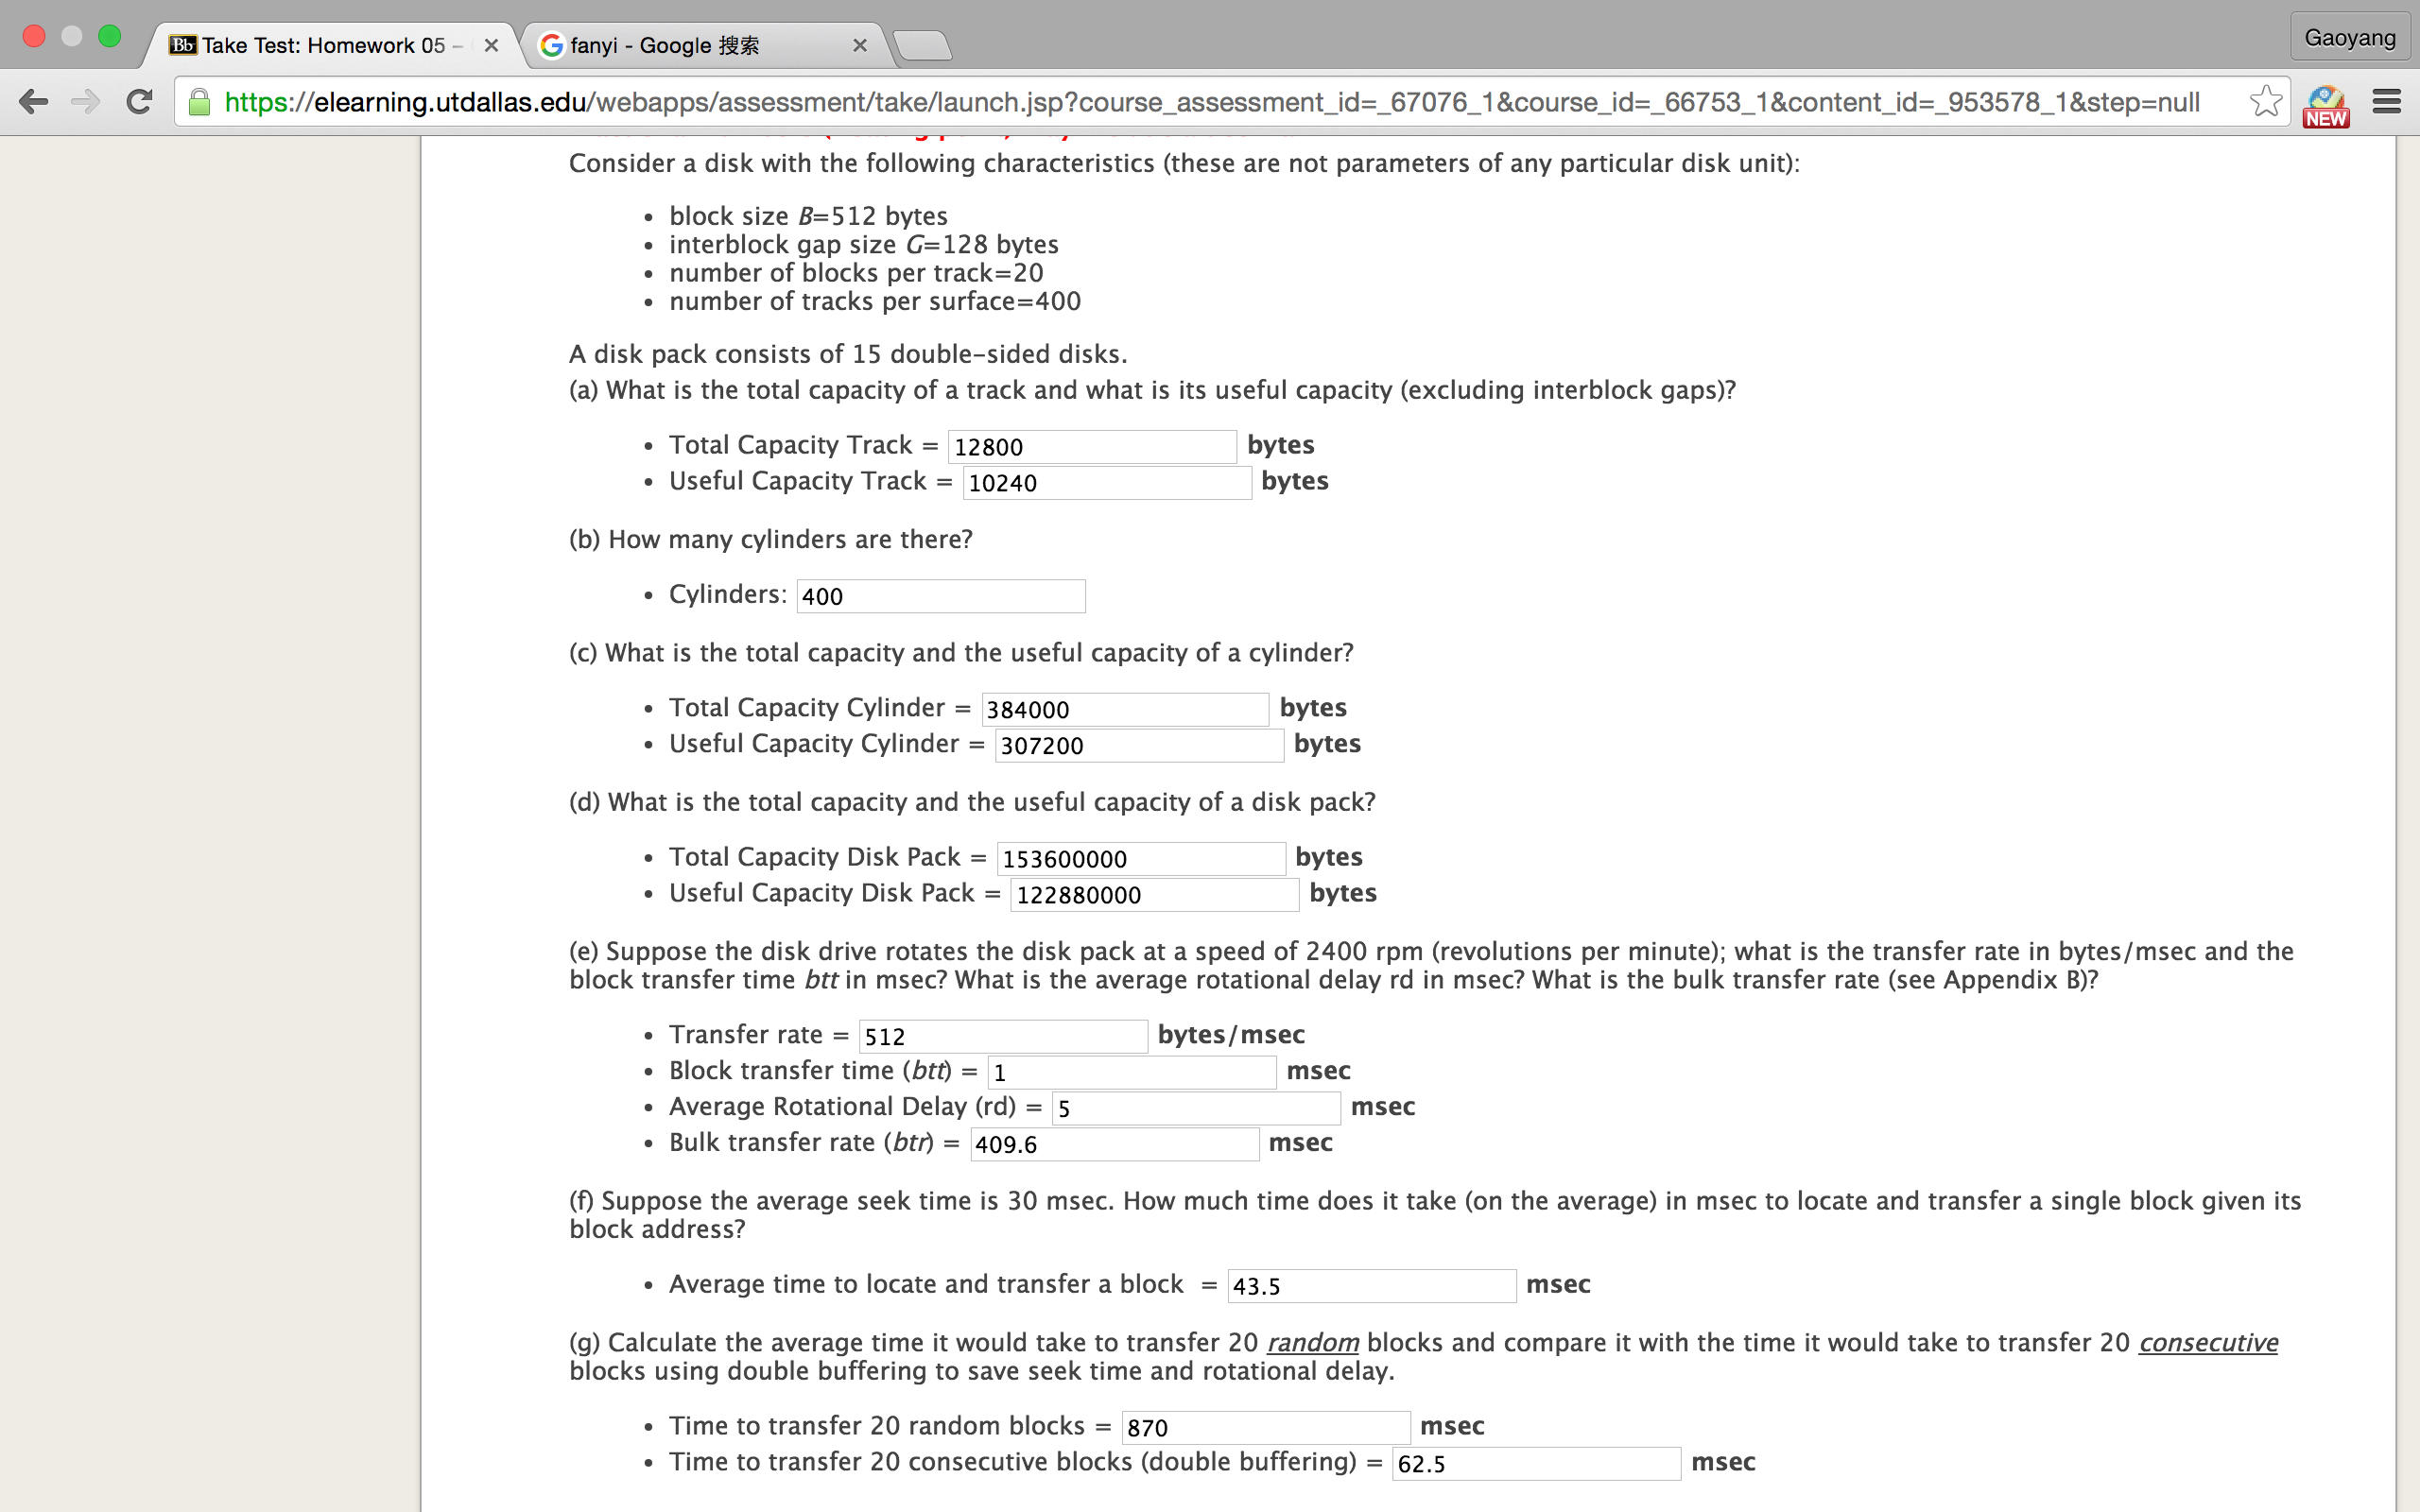 Bb Take Test: Homework 05 –
fanyi - Google 搜索
Gaoyang
https://elearning.utdallas.edu/webapps/assessment/take/launch.jsp?course_assessment_id=_67076_1&course_id=_66753_1&content_id=_953578_1&step=null
NEW
Consider a disk with the following characteristics (these are not parameters of any particular disk unit):
• block size B=512 bytes
• interblock gap size G=128 bytes
• number of blocks per track=20
• number of tracks per surface=400
A disk pack consists of 15 double-sided disks.
(a) What is the total capacity of a track and what is its useful capacity (excluding interblock gaps)?
• Total Capacity Track = 12800 bytes
• Useful Capacity Track = 10240 bytes
(b) How many cylinders are there?
• Cylinders: 400
(c) What is the total capacity and the useful capacity of a cylinder?
• Total Capacity Cylinder = 384000 bytes
• Useful Capacity Cylinder = 307200 bytes
(d) What is the total capacity and the useful capacity of a disk pack?
• Total Capacity Disk Pack = 153600000 bytes
• Useful Capacity Disk Pack = 122880000 bytes
(e) Suppose the disk drive rotates the disk pack at a speed of 2400 rpm (revolutions per minute); what is the transfer rate in bytes/msec and the
block transfer time btt in msec? What is the average rotational delay rd in msec? What is the bulk transfer rate (see Appendix B)?
• Transfer rate = 512 bytes/msec
• Block transfer time (btt) = 1 msec
• Average Rotational Delay (rd) = 5 msec
• Bulk transfer rate (btr) = 409.6 msec
(f) Suppose the average seek time is 30 msec. How much time does it take (on the average) in msec to locate and transfer a single block given its
block address?
• Average time to locate and transfer a block = 43.5 msec
(g) Calculate the average time it would take to transfer 20 random blocks and compare it with the time it would take to transfer 20 consecutive
blocks using double buffering to save seek time and rotational delay.
• Time to transfer 20 random blocks = 870 msec
• Time to transfer 20 consecutive blocks (double buffering) = 62.5 msec